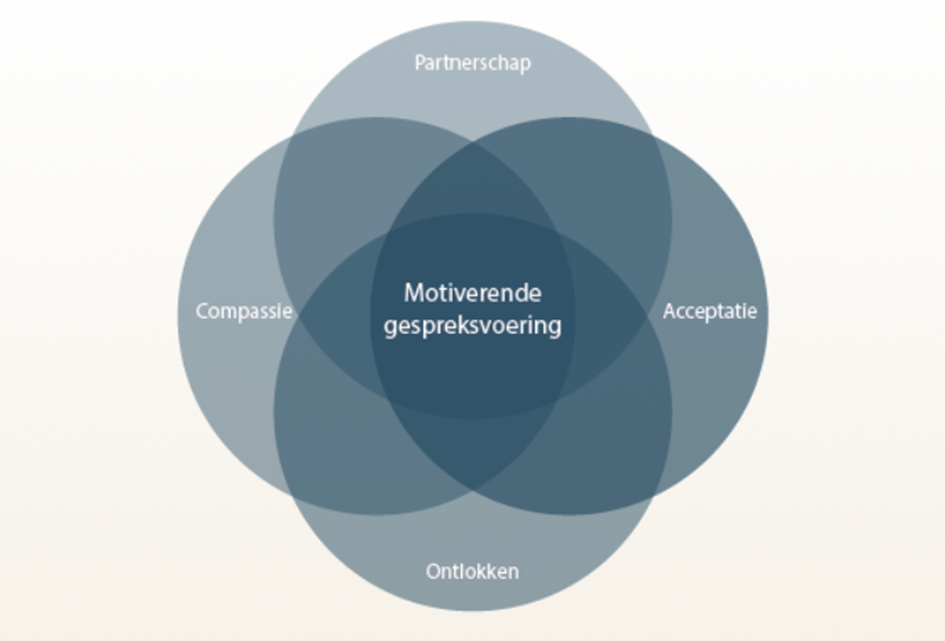 Partnerschap
Motiverende
gespreksvoering
Compassie
Acceptatie
Ontlokken